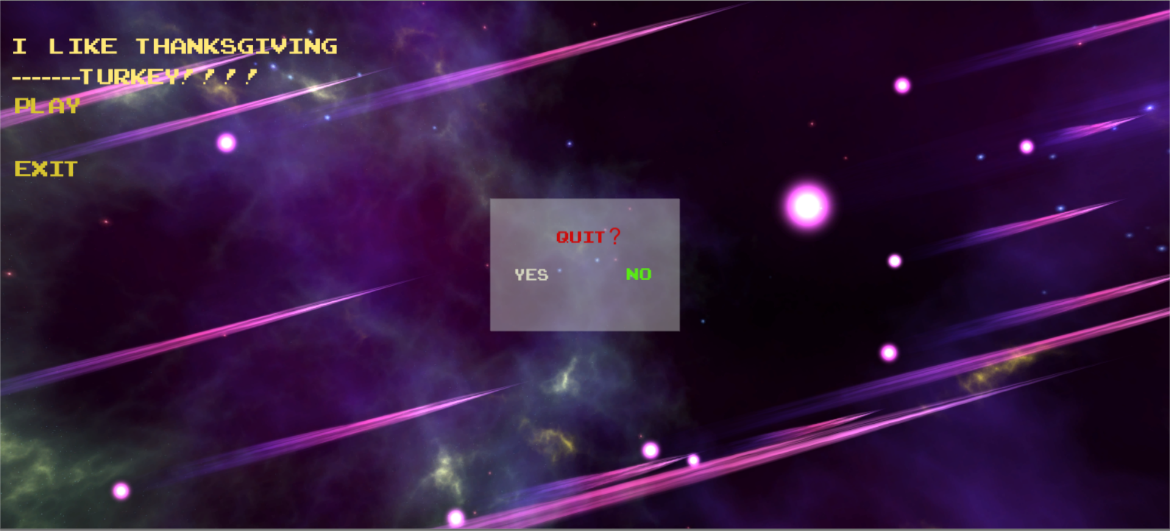 I LIKE THANKSGIVING
-------TURKEY!!!!
PLAY
EXIT
QUIT?
YES NO